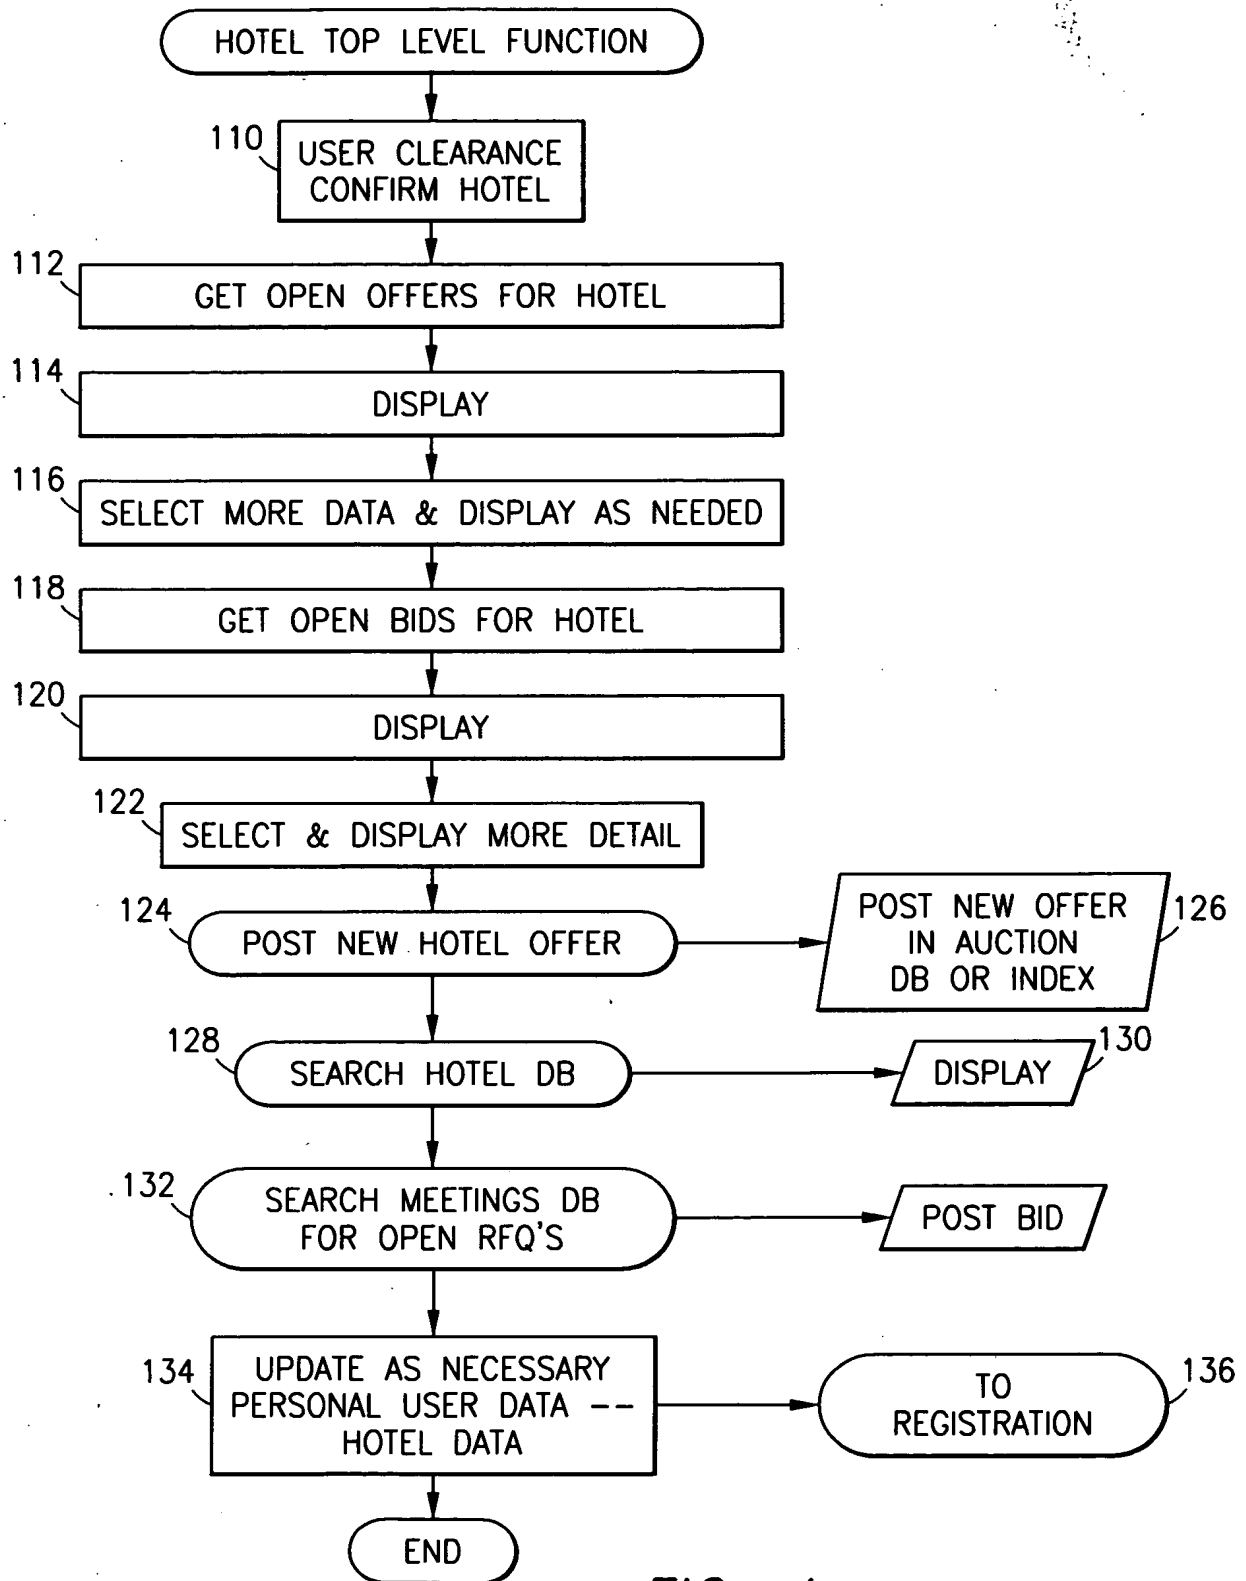 HOTEL TOP LEVEL FUNCTION
110
USER CLEARANCE
CONFIRM HOTEL
112
GET OPEN OFFERS FOR HOTEL
114
DISPLAY
116
SELECT MORE DATA & DISPLAY AS NEEDED
118
GET OPEN BIDS FOR HOTEL
120
DISPLAY
122
SELECT & DISPLAY MORE DETAIL
124
POST NEW HOTEL OFFER
POST NEW OFFER
IN AUCTION
DB OR INDEX
126
128
SEARCH HOTEL DB
DISPLAY
130
132
SEARCH MEETINGS DB
FOR OPEN RFQ'S
POST BID
134
UPDATE AS NECESSARY
PERSONAL USER DATA --
HOTEL DATA
TO
REGISTRATION
136
END